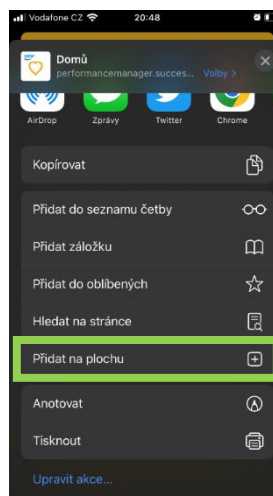 Vodafone CZ 20:48
Domů
performancemanager.succes... Volby >
AirDrop Zprávy Twitter Chrome
Kopírovat
Přidat do seznamu četby
Přidat záložku
Přidat do oblíbených
Hledat na stránce
Přidat na plochu
Anotovat
Tisknout
Upravit akce...